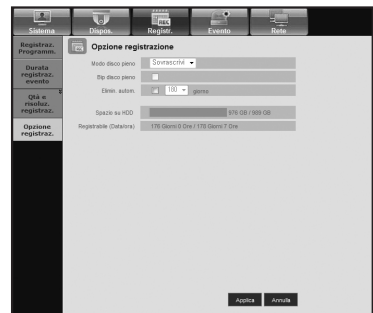 Sistema Dispos. Registr. Evento Rete
REC
Registraz.
Programm.
Durata
registraz.
evento
Qtà e
risoluz.
registraz.
Opzione
registraz.
Opzione registrazione
Modo disco pieno Sovrascrivi
Bip disco pieno
Elimin. autom. 180 giorno
Spazio su HDD 976 GB / 989 GB
Registrabile (Data/ora) 176 Giorni 6 Ore / 178 Giorni 7 Ore
Applica Annulla